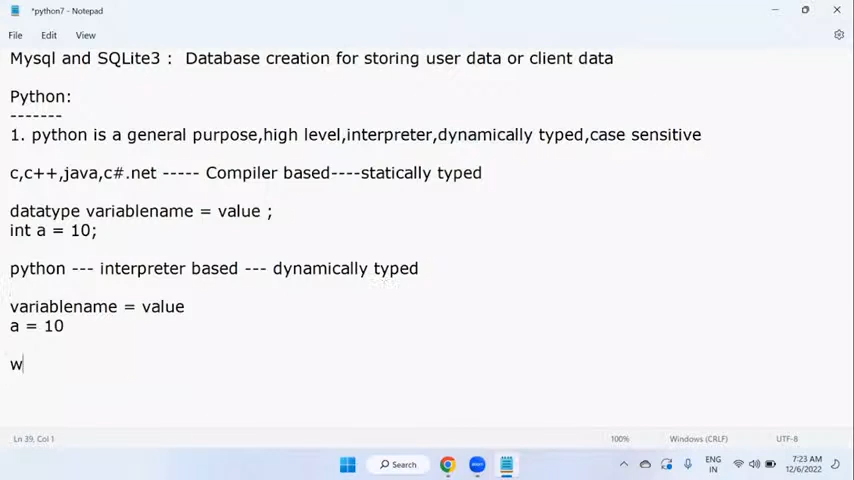 *python7 - Notepad
File Edit View
Mysql and SQLite3 : Database creation for storing user data or client data
Python:
-------
1. python is a general purpose,high level,interpreter,dynamically typed,case sensitive
c,c++,java,c#.net ----- Compiler based----statically typed
datatype variablename = value ;
int a = 10;
python --- interpreter based --- dynamically typed
variablename = value
a = 10
w
Ln 39, Col 1 100% Windows (CRLF) UTF-8
Search
ENG
IN
7:23 AM
12/6/2022